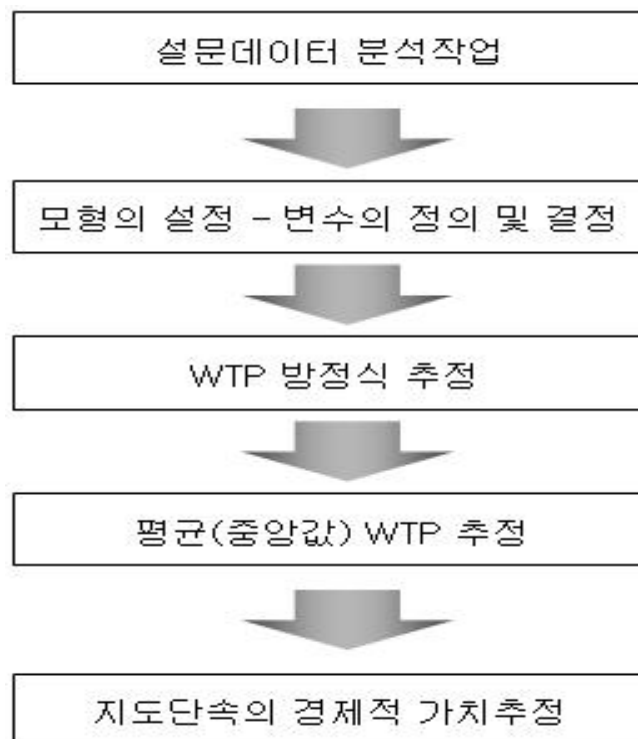 설문데이터 분석작업
모형의 설정 - 변수의 정의 및 결정
WTP 방정식 추정
평균(중앙값) WTP 추정
지도단속의 경제적 가치추정